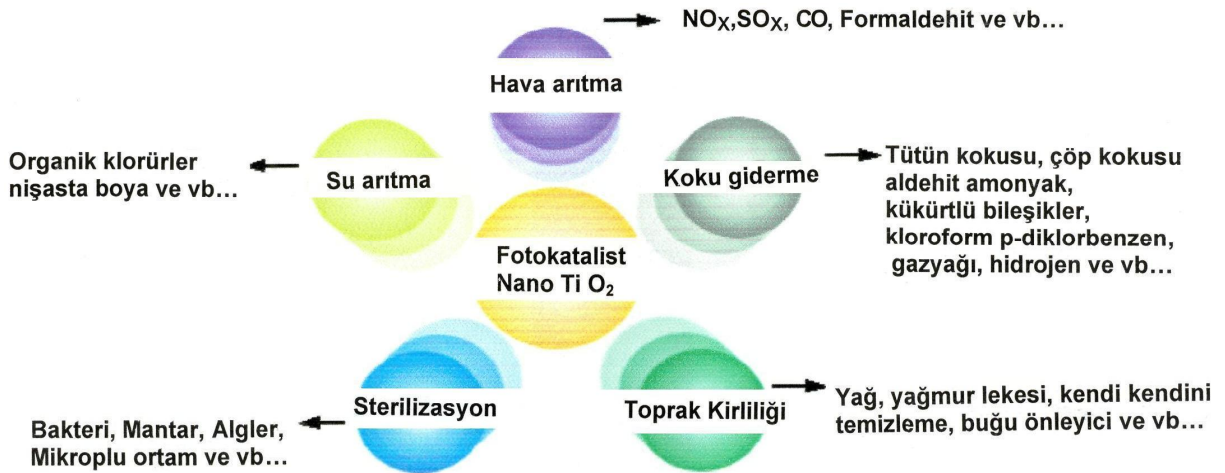 NOX,SOX, CO, Formaldehit ve vb...
Hava arıtma
Organik klorürler
nişasta boya ve vb...
Su arıtma
Koku giderme
Tütün kokusu, çöp kokusu
aldehit amonyak,
kükürtlü bileşikler,
kloroform p-diklorbenzen,
gazyağı, hidrojen ve vb...
Fotokatalist
Nano Ti O₂
Sterilizasyon
Bakteri, Mantar, Algler,
Mikroplu ortam ve vb...
Toprak Kirliliği
Yağ, yağmur lekesi, kendi kendini
temizleme, buğu önleyici ve vb...